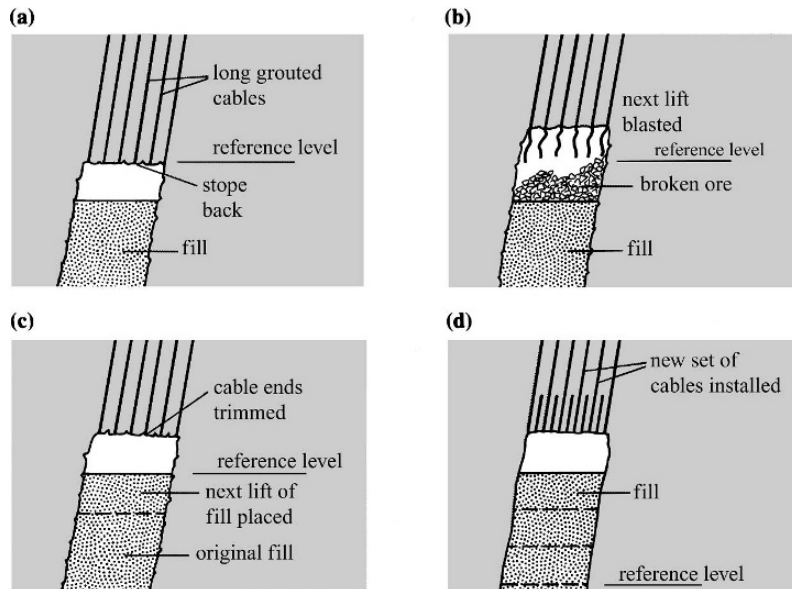 (a)
long grouted
cables
reference level
stope
back
fill
(b)
next lift
blasted
reference level
broken ore
fill
(c)
cable ends
trimmed
reference level
next lift of
fill placed
original fill
(d)
new set of
cables installed
fill
reference level